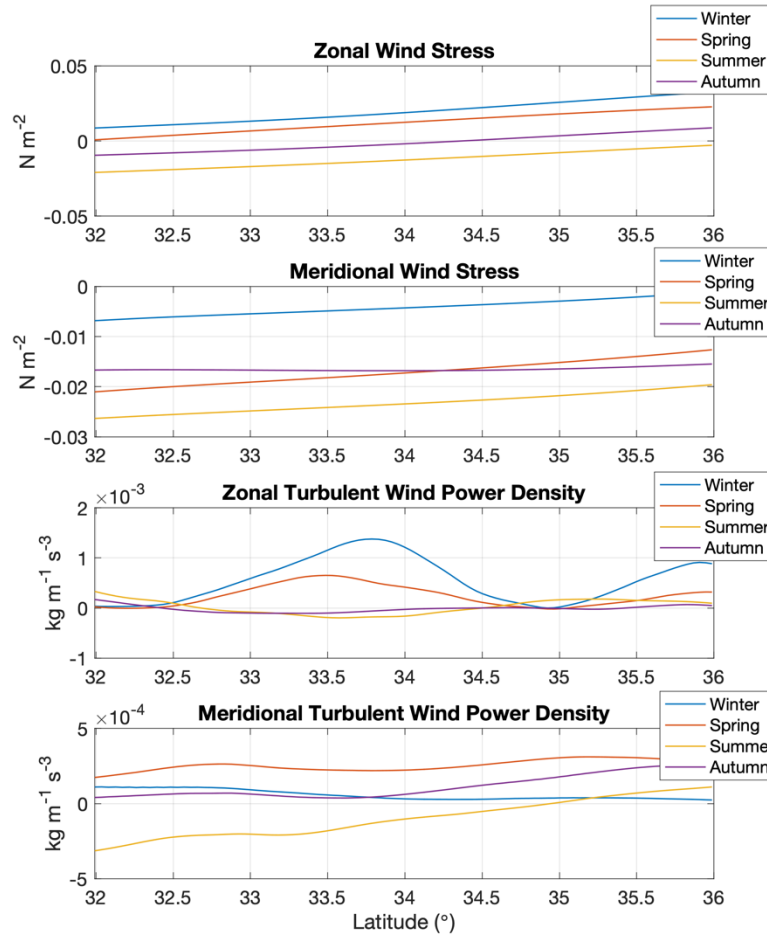 Zonal Wind Stress
Winter
Spring
Summer
Autumn
N m-2
0.05
0
-0.05
32 32.5 33 33.5 34 34.5 35 35.5 36
Meridional Wind Stress
Winter
Spring
Summer
Autumn
N m-2
0
-0.01
-0.02
-0.03
32 32.5 33 33.5 34 34.5 35 35.5 36
×10-3
Zonal Turbulent Wind Power Density
Winter
Spring
Summer
Autumn
kg m-1 s-3
2
1
0
-1
32 32.5 33 33.5 34 34.5 35 35.5 36
×10-4
Meridional Turbulent Wind Power Density
Winter
Spring
Summer
Autumn
kg m-1 s-3
5
0
-5
32 32.5 33 33.5 34 34.5 35 35.5 36
Latitude (°)